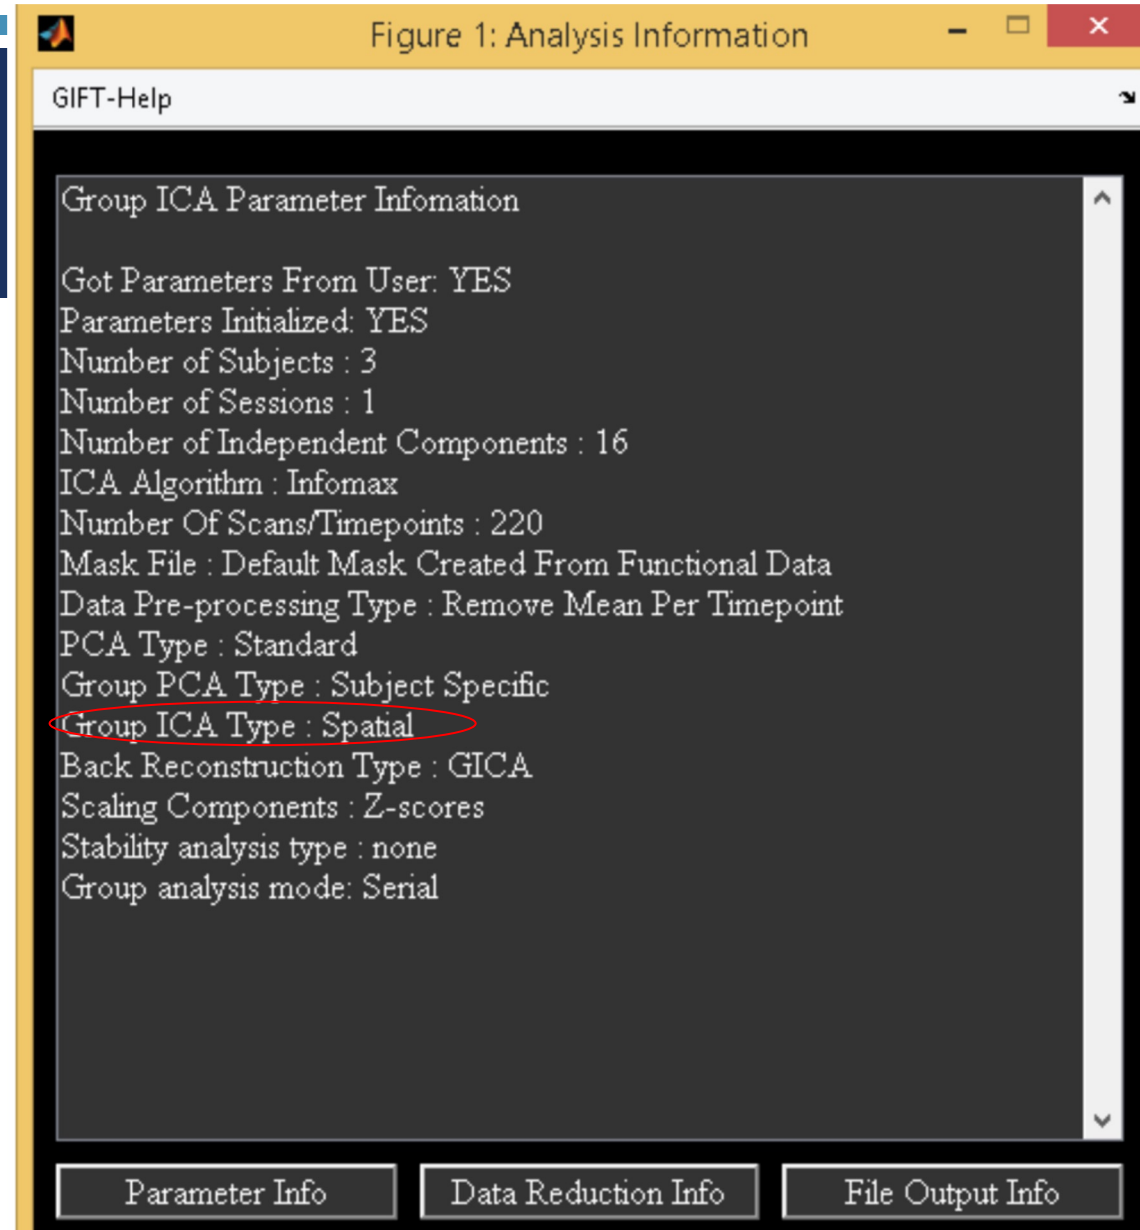 Figure 1: Analysis Information
GIFT-Help
Group ICA Parameter Infomation
Got Parameters From User: YES
Parameters Initialized: YES
Number of Subjects : 3
Number of Sessions : 1
Number of Independent Components : 16
ICA Algorithm : Infomax
Number Of Scans/Timepoints : 220
Mask File : Default Mask Created From Functional Data
Data Pre-processing Type : Remove Mean Per Timepoint
PCA Type : Standard
Group PCA Type : Subject Specific
Group ICA Type : Spatial
Back Reconstruction Type : GICA
Scaling Components : Z-scores
Stability analysis type : none
Group analysis mode: Serial
Parameter Info Data Reduction Info File Output Info